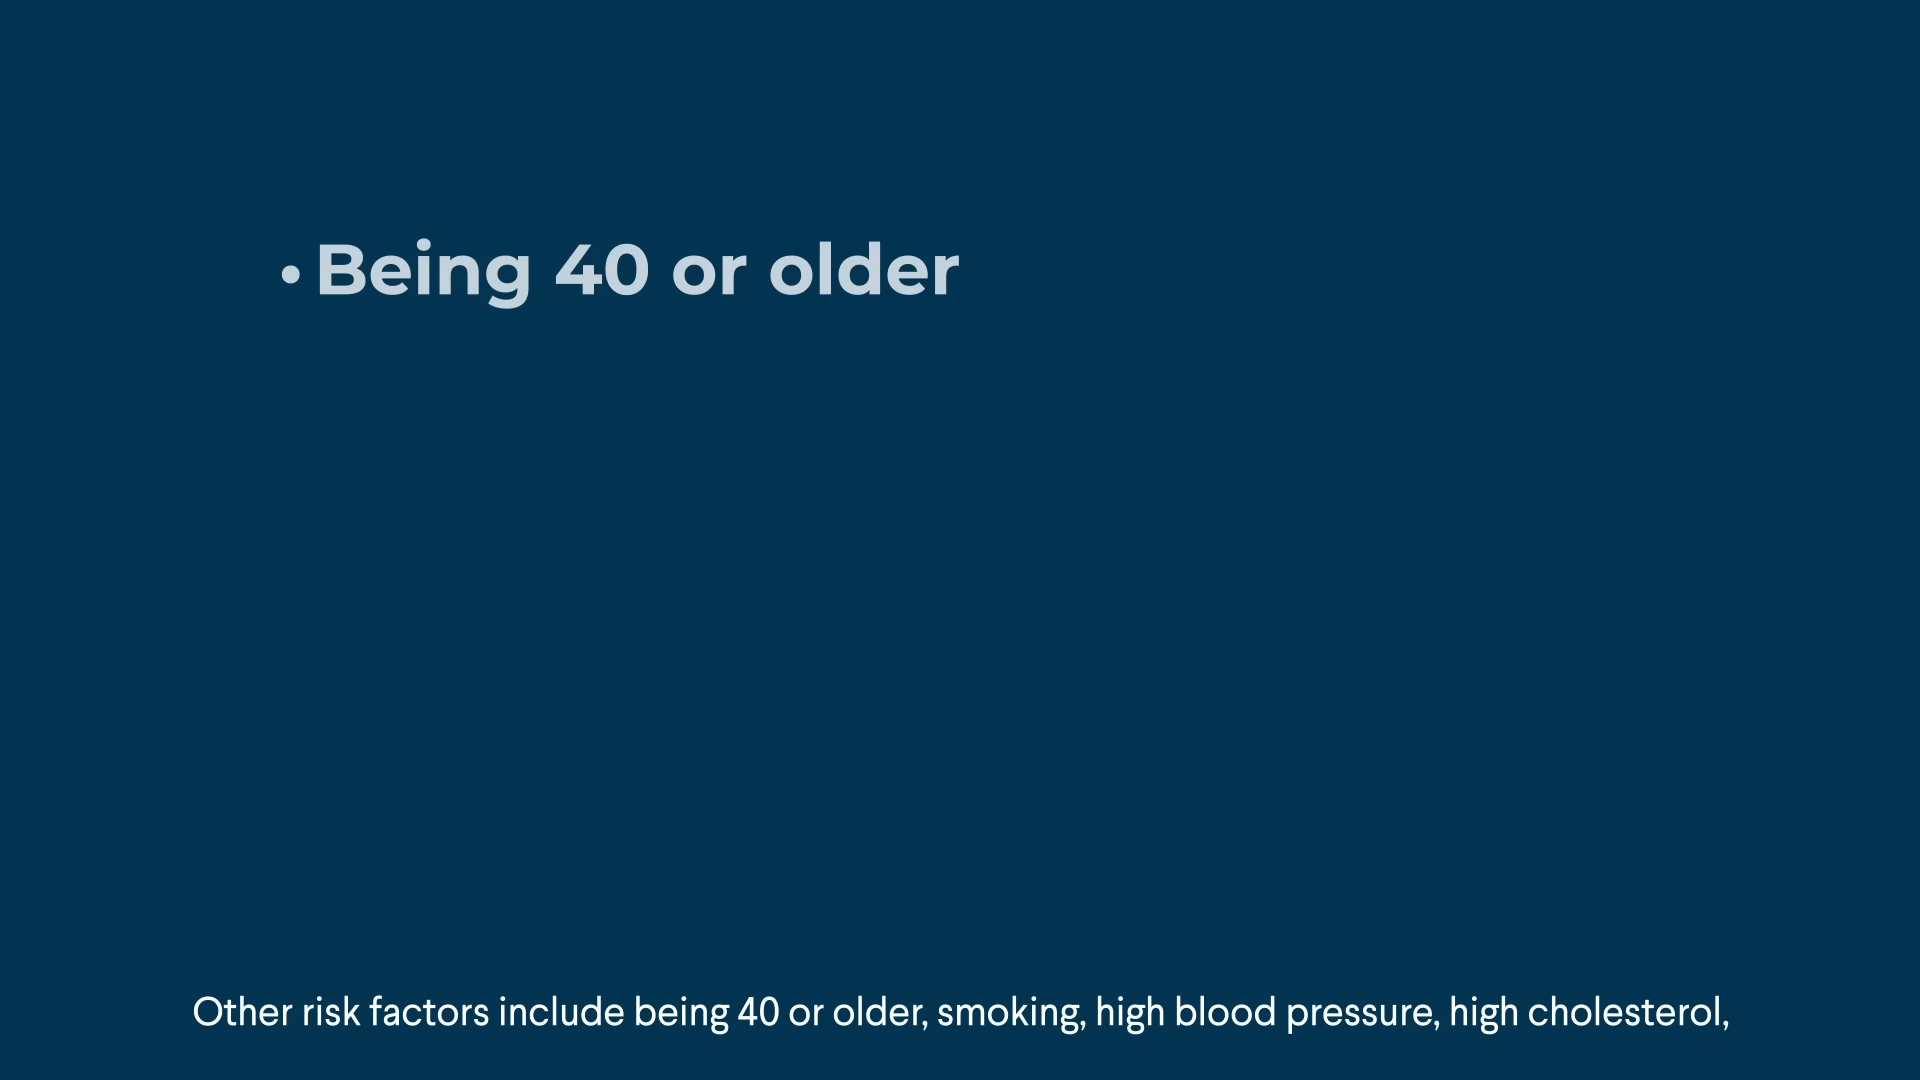 • Being 40 or older
Other risk factors include being 40 or older, smoking, high blood pressure, high cholesterol,